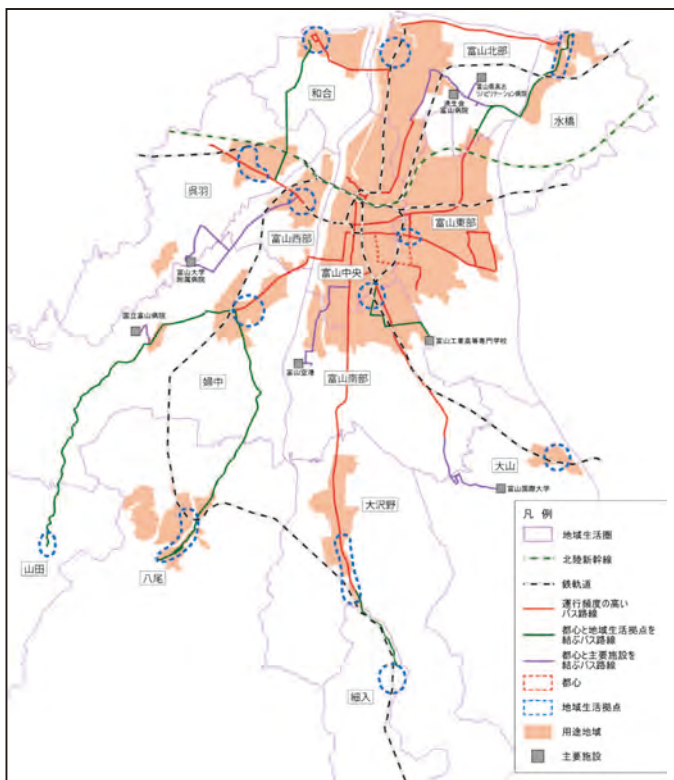 富山北部
和合
富山県高志
リハビリテーション病院
済生会
富山病院
水橋
呉羽
富山東部
富山西部
富山大学
附属病院
富山中央
国立富山病院
富山工業高等専門学校
富山空港
富山南部
婦中
大山
富山国際大学
大沢野
山田
八尾
細入
凡 例
地域生活圏
北陸新幹線
鉄軌道
運行頻度の高い
バス路線
都心と地域生活拠点を
結ぶバス路線
都心と主要施設を
結ぶバス路線
都心
地域生活拠点
用途地域
主要施設